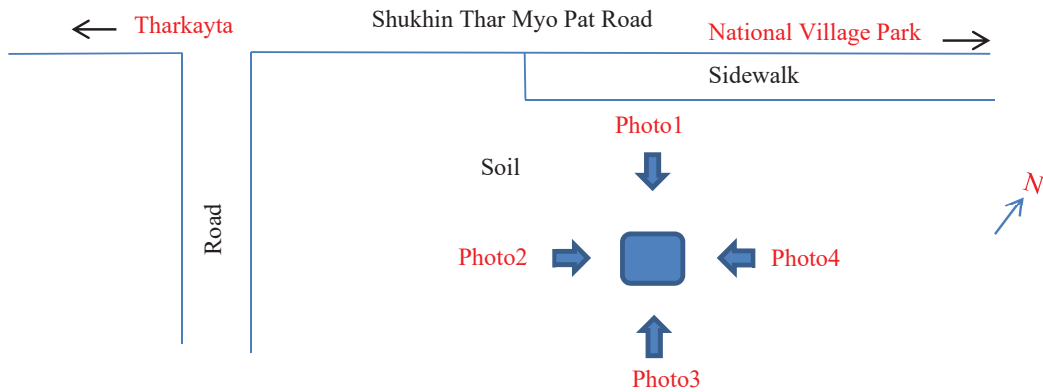 Shukhin Thar Myo Pat Road
Tharkayta
National Village Park
Sidewalk
Photo1
Soil
N
Road
Photo2
Photo4
Photo3